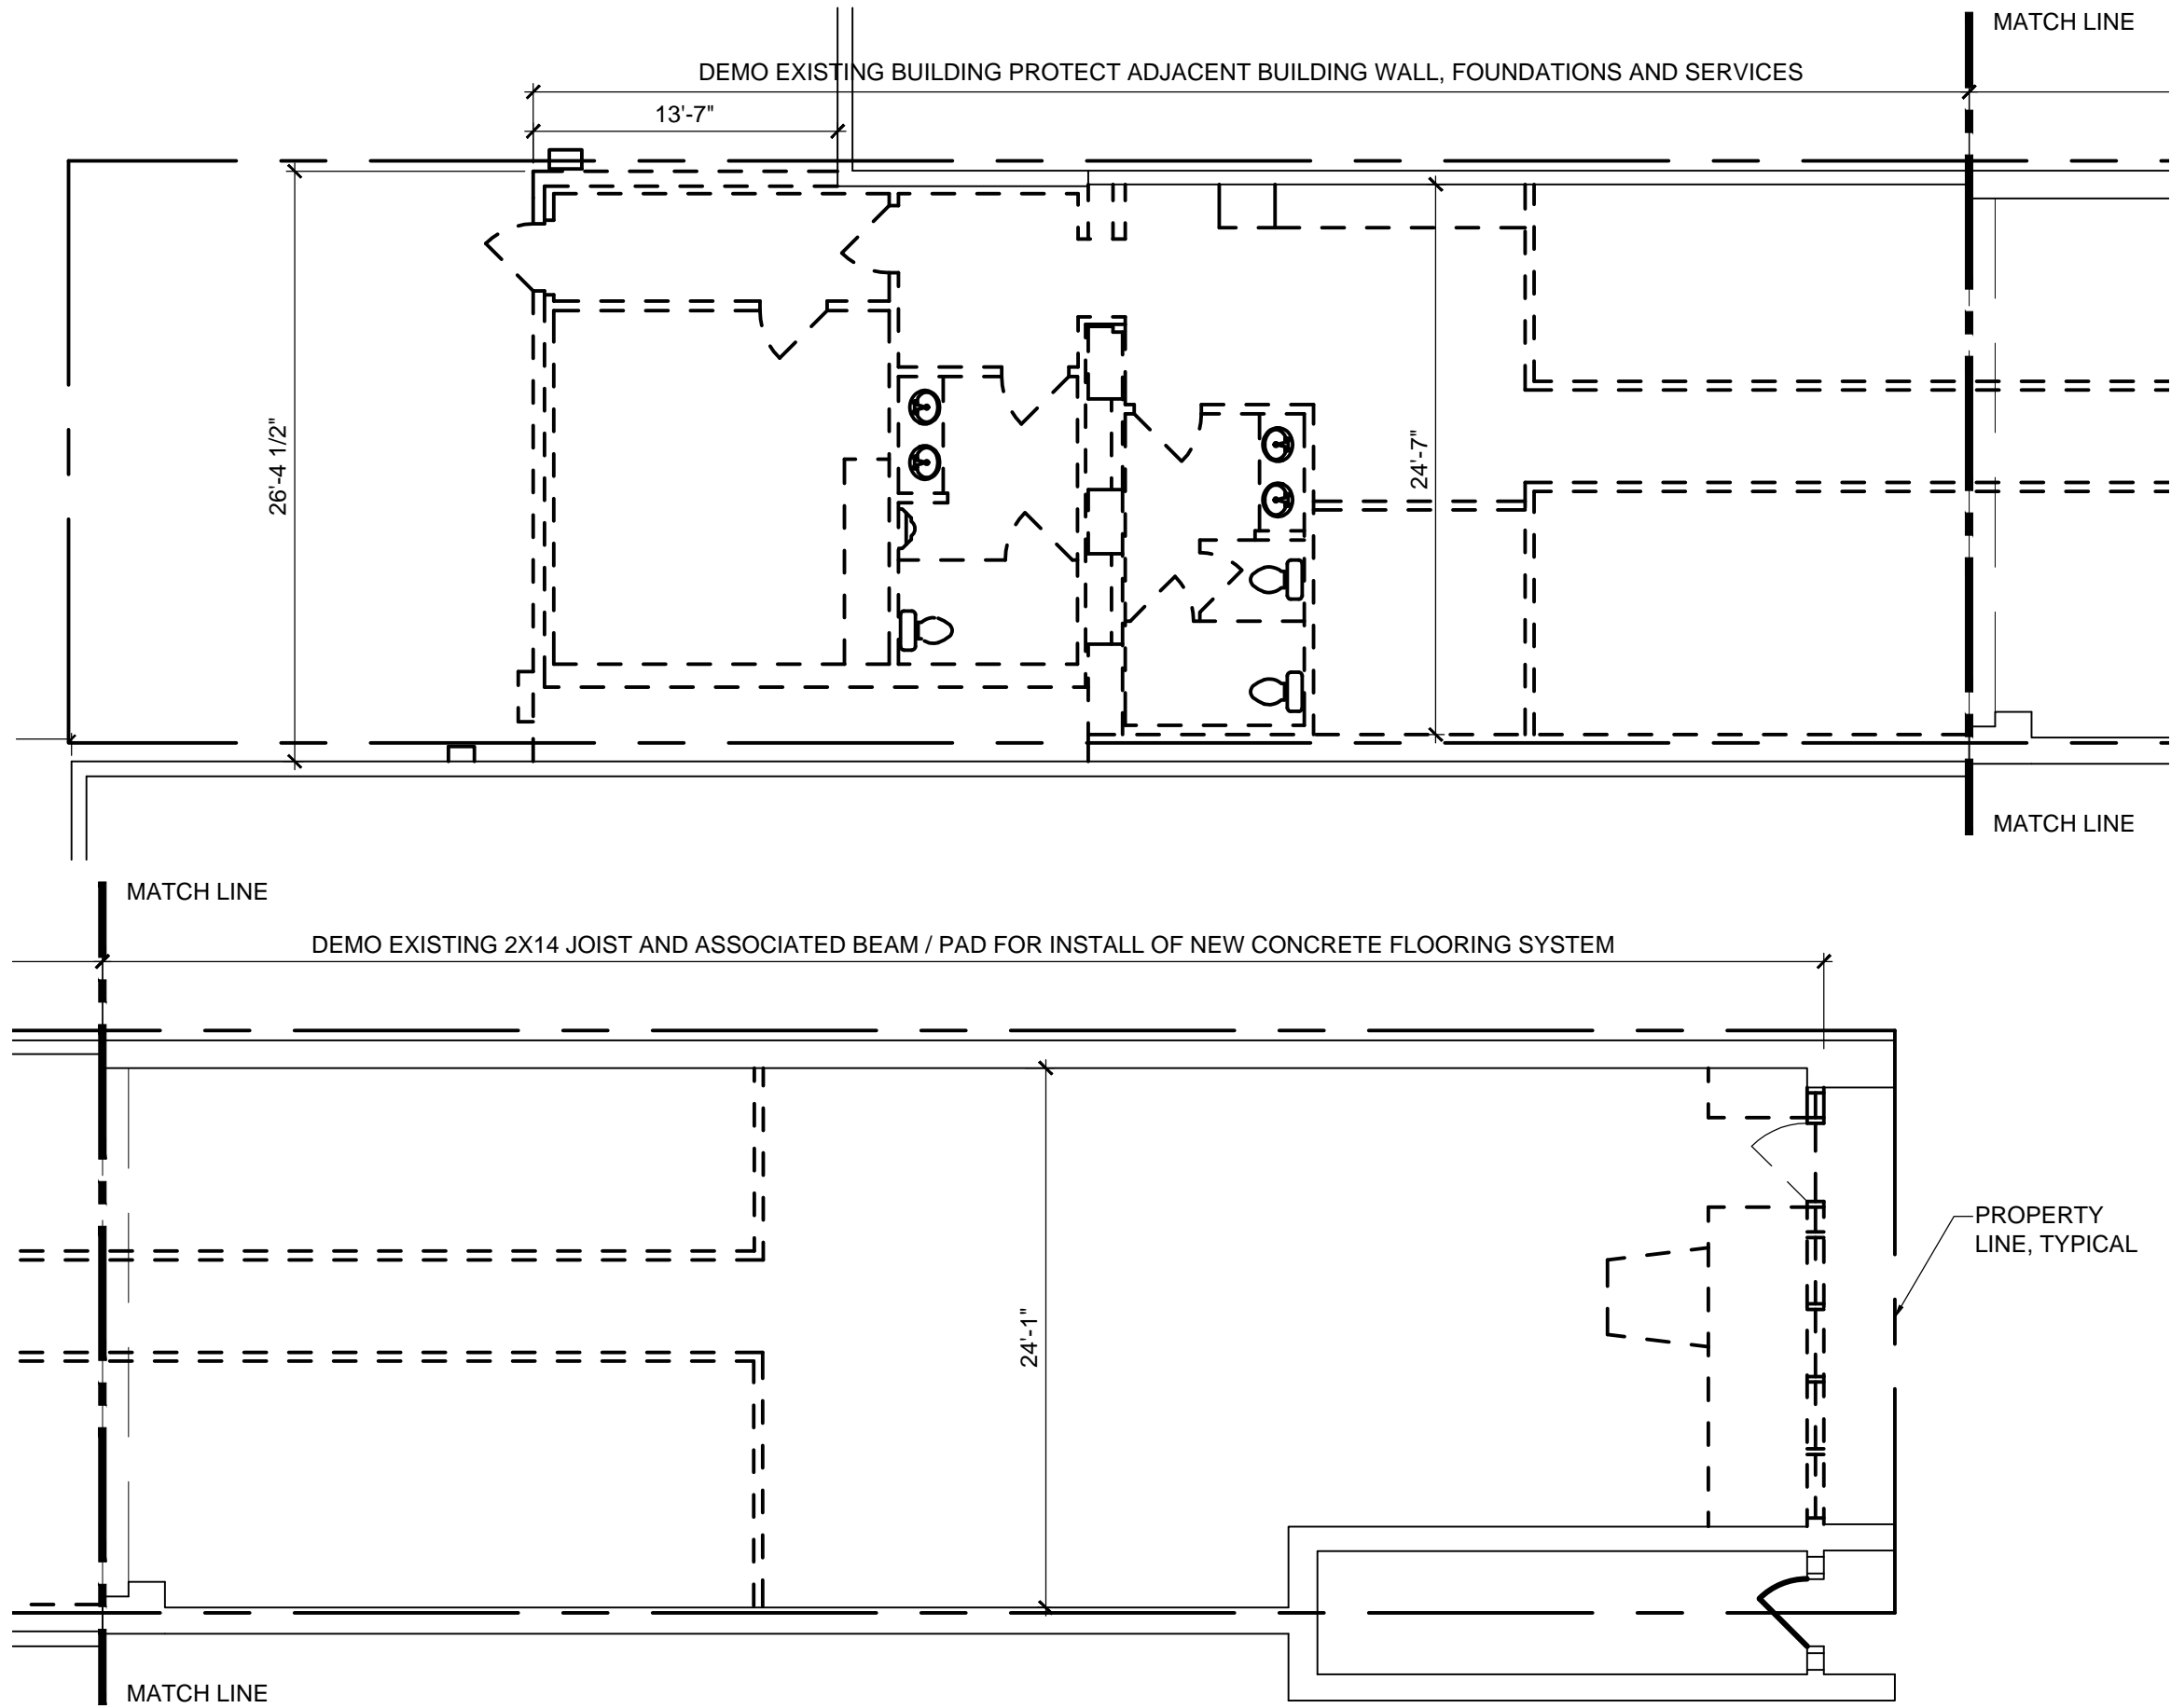 MATCH LINE
DEMO EXISTING BUILDING PROTECT ADJACENT BUILDING WALL, FOUNDATIONS AND SERVICES
13'-7"
26'-4 1/2"
24'-7"
MATCH LINE
MATCH LINE
DEMO EXISTING 2X14 JOIST AND ASSOCIATED BEAM / PAD FOR INSTALL OF NEW CONCRETE FLOORING SYSTEM
24'-1"
PROPERTY
LINE, TYPICAL
MATCH LINE